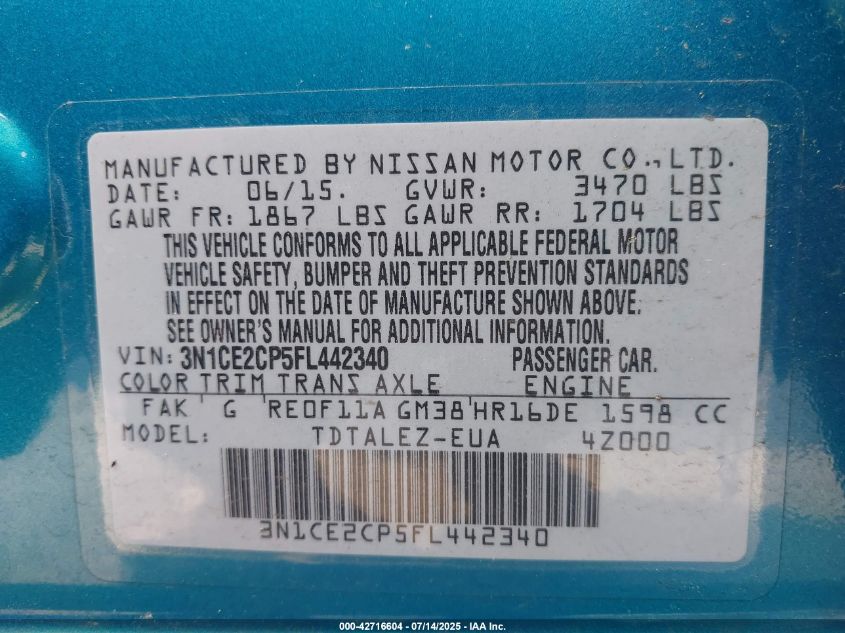 MANUFACTURED BY NISSAN MOTOR CO., LTD.
DATE: 06/15. GVWR: 3470 LBS
GAWR FR: 1867 LBS GAWR RR: 1704 LBS
THIS VEHICLE CONFORMS TO ALL APPLICABLE FEDERAL MOTOR
VEHICLE SAFETY, BUMPER AND THEFT PREVENTION STANDARDS
IN EFFECT ON THE DATE OF MANUFACTURE SHOWN ABOVE.
SEE OWNER'S MANUAL FOR ADDITIONAL INFORMATION.
VIN: 3N1CE2CP5FL442340 PASSENGER CAR.
COLOR TRIM TRANS AXLE ENGINE
FAK G RE0F11A GM38 HR16DE 1598 CC
MODEL: TDTALEZ-EUA 4Z000
3N1CE2CP5FL442340
000-42716604 - 07/14/2025 - IAA Inc.